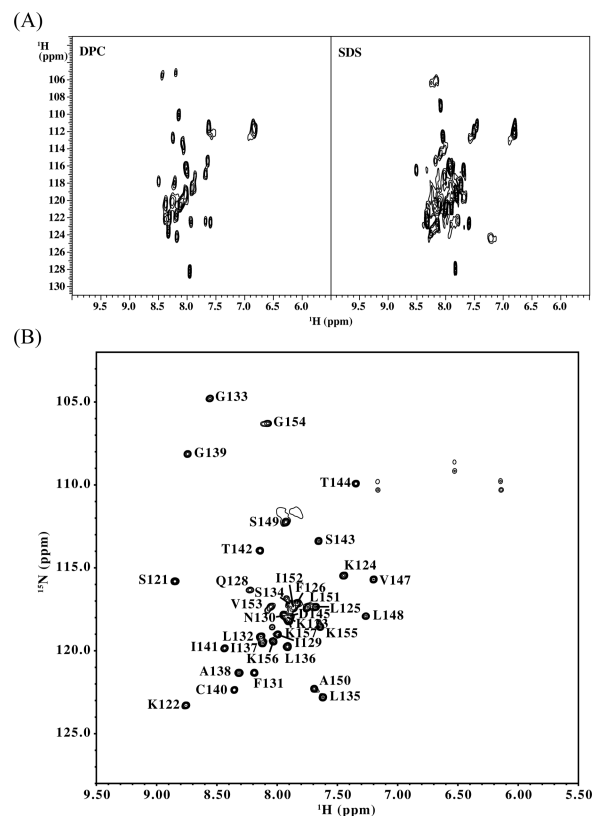 (A)
¹H
(ppm)
DPC
SDS
106
108
110
112
114
116
118
120
122
124
126
128
130
10.0 9.5 9.0 8.5 8.0 7.5 7.0 6.5 6.0
10.0 9.5 9.0 8.5 8.0 7.5 7.0 6.5 6.0
¹H (ppm)
¹H (ppm)
¹H (ppm)
(B)
105.0
110.0
115.0
120.0
125.0
¹⁵N (ppm)
G133
G154
G139
T144
S149
S143
T142
K124
S121
I152
F126
V147
Q128
S134
L151
V153
L125
N130
D145
L148
L132
K157
K155
I141
I137
I129
K156
L136
A138
F131
C140
A150
K122
L135
9.50 9.00 8.50 8.00 7.50 7.00 6.50 6.00 5.50
¹H (ppm)